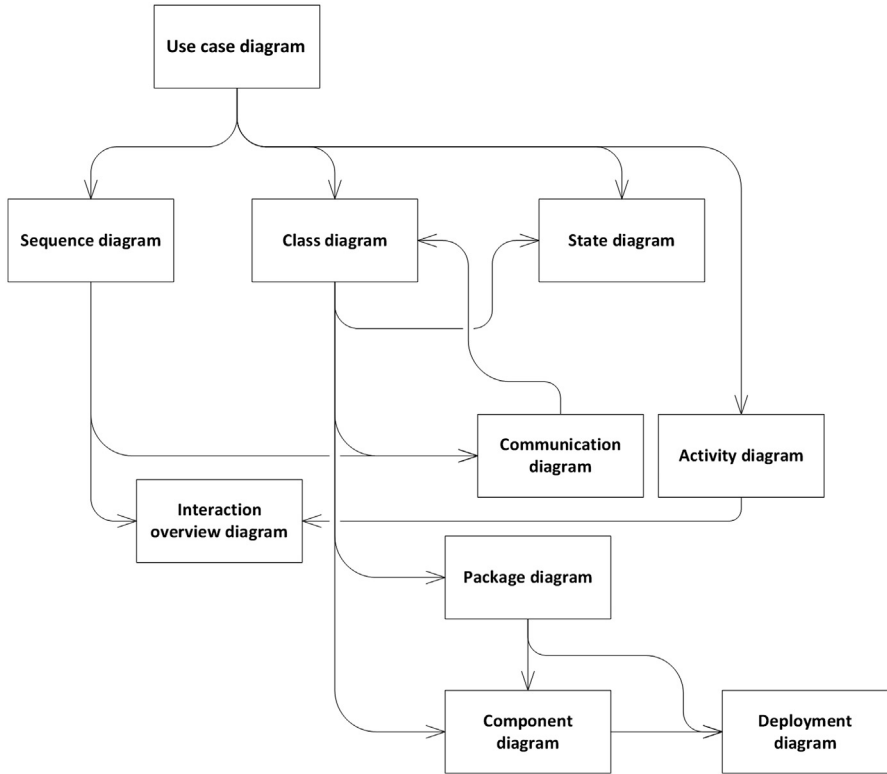 Use case diagram
Sequence diagram
Class diagram
State diagram
Communication
diagram
Activity diagram
Interaction
overview diagram
Package diagram
Component
diagram
Deployment
diagram